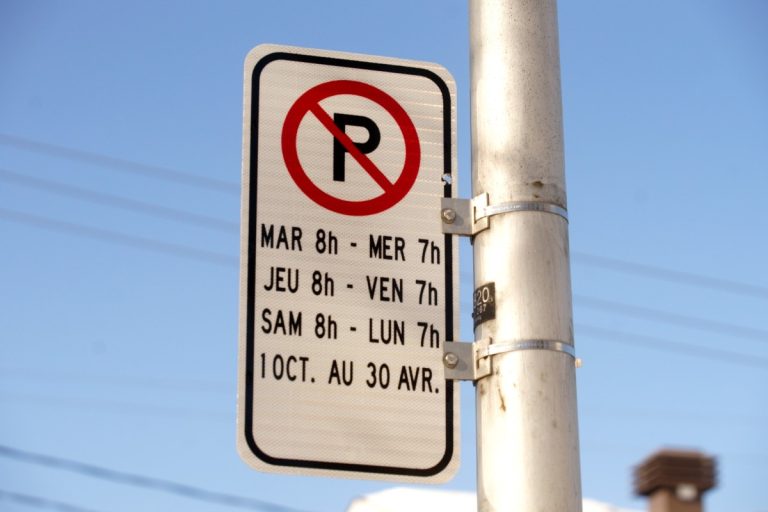 P
MAR 8h - MER 7h
JEU 8h - VEN 7h
SAM 8h - LUN 7h
1 OCT. AU 30 AVR.